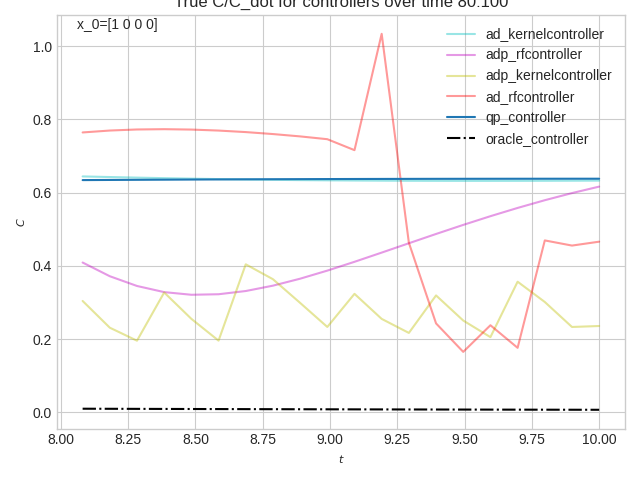 True C/C_dot for controllers over time 80:100
x_0=[1 0 0 0]
ad_kernelcontroller
adp_rfcontroller
adp_kernelcontroller
ad_rfcontroller
qp_controller
oracle_controller
C
1.0
0.8
0.6
0.4
0.2
0.0
8.00 8.25 8.50 8.75 9.00 9.25 9.50 9.75 10.00
t